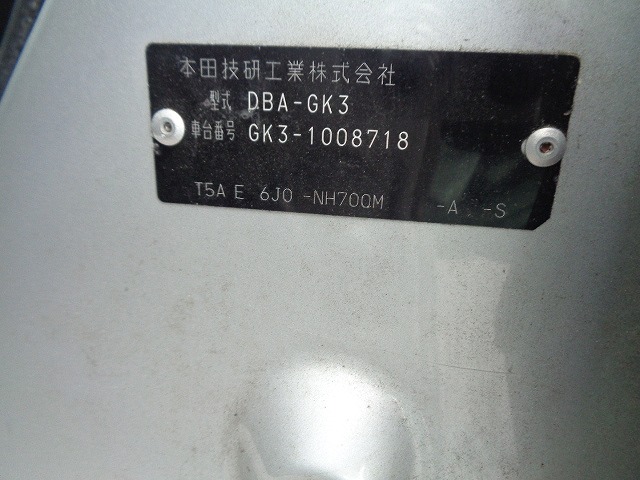 本田技研工業株式会社
型式 DBA-GK3
車台番号 GK3-1008718
T5A E 6J0 -NH700M -A -S